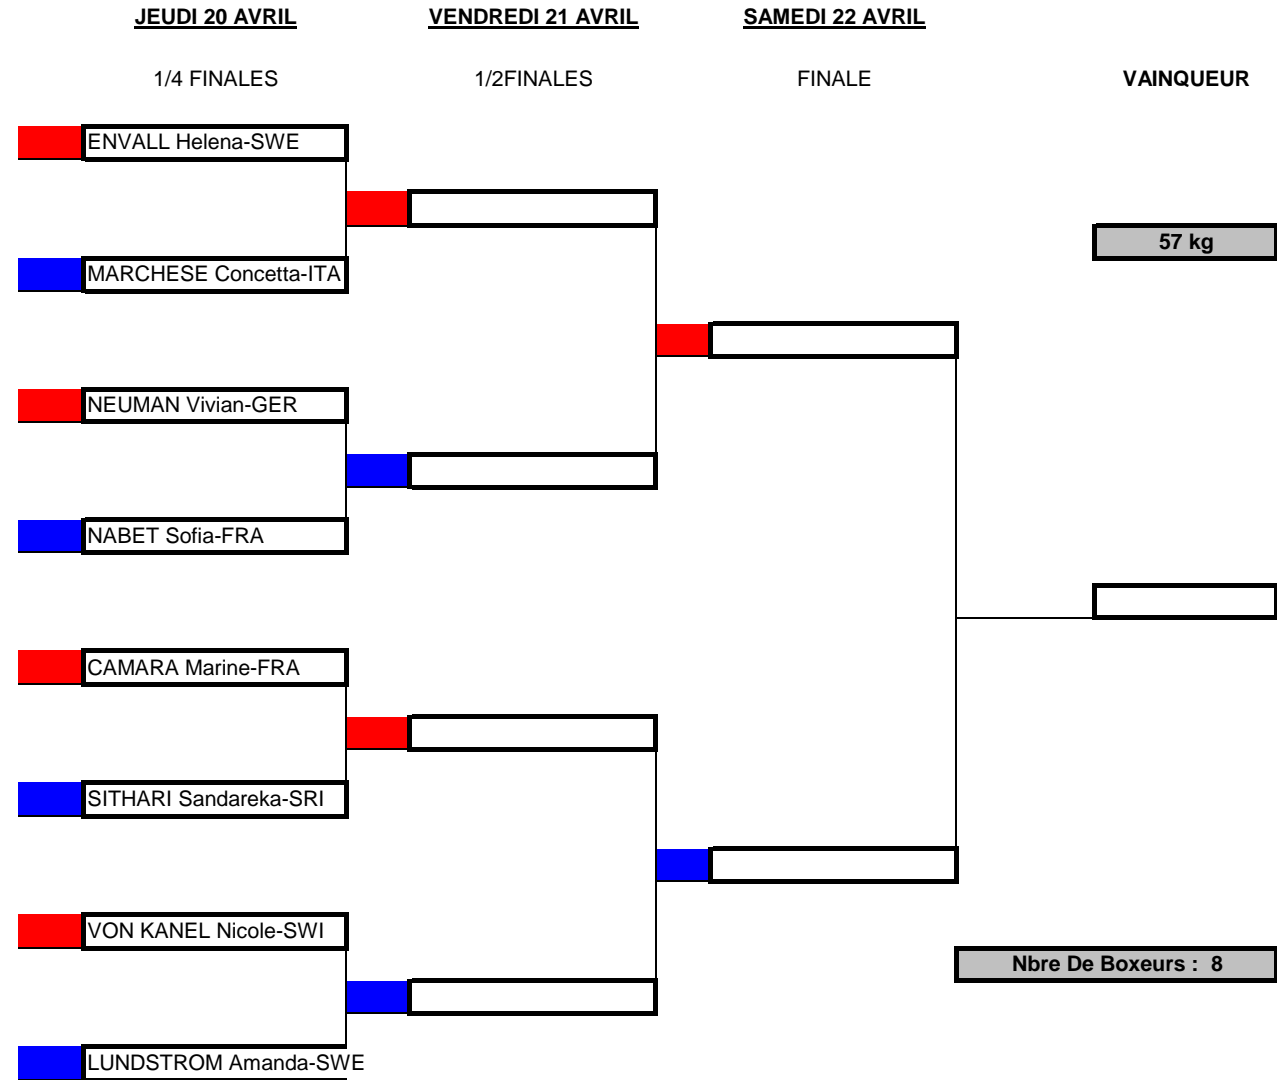 JEUDI 20 AVRIL VENDREDI 21 AVRIL SAMEDI 22 AVRIL
1/4 FINALES 1/2FINALES FINALE VAINQUEUR
ENVALL Helena-SWE
57 kg
MARCHESE Concetta-ITA
NEUMAN Vivian-GER
NABET Sofia-FRA
CAMARA Marine-FRA
SITHARI Sandareka-SRI
VON KANEL Nicole-SWI
Nbre De Boxeurs : 8
LUNDSTROM Amanda-SWE